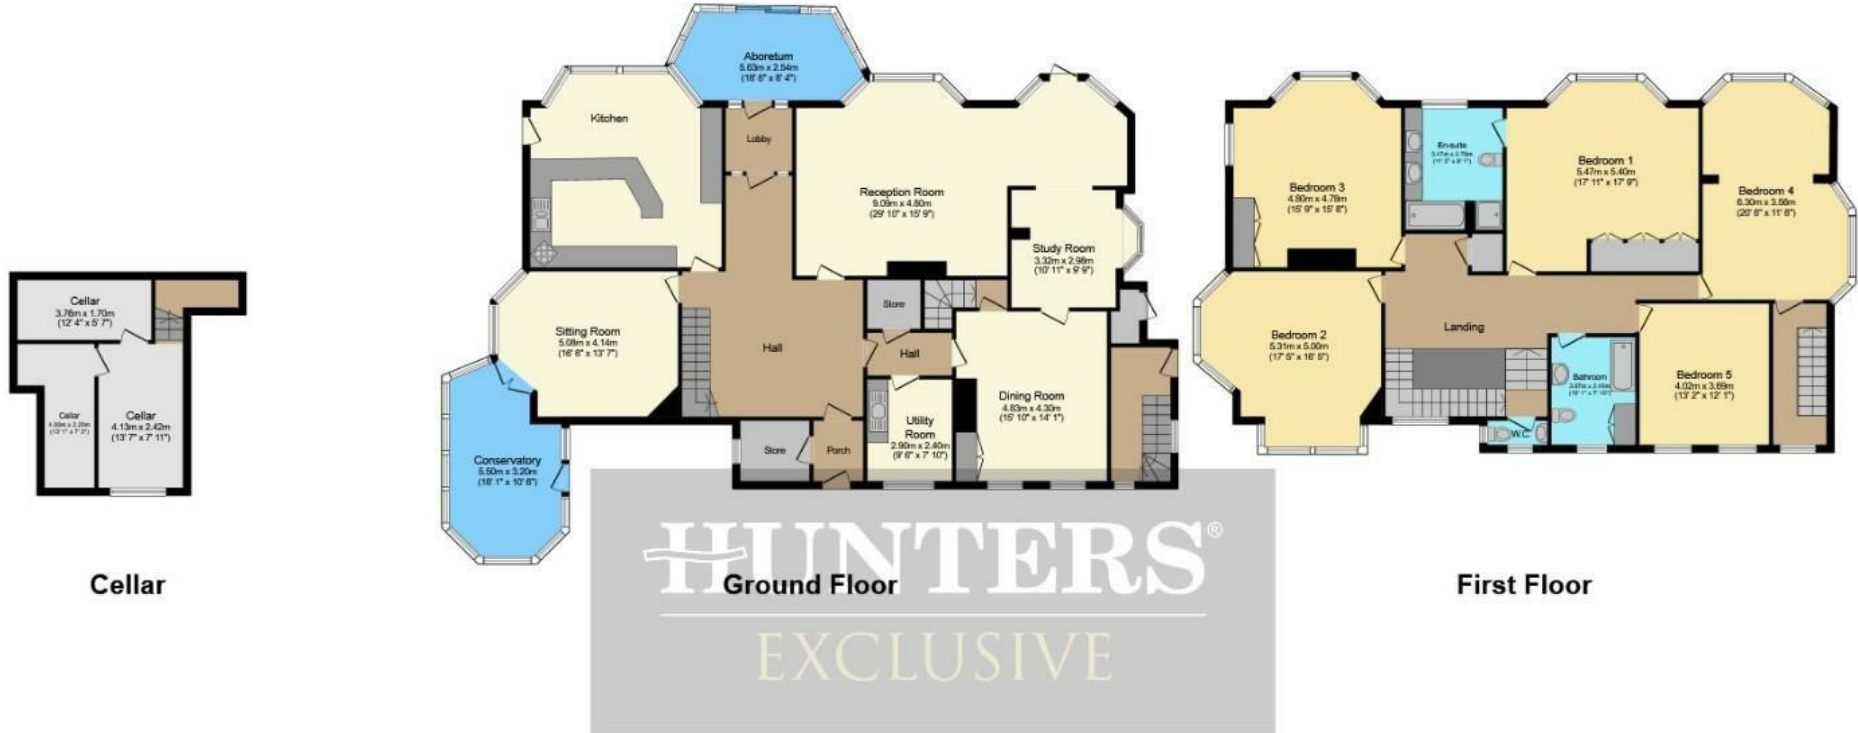 Cellar
3.76m x 1.70m
(12' 4" x 5' 7")
Cellar
Cellar
4.13m x 2.42m
(13' 7" x 7' 11")
Cellar
Aboretum
5.63m x 2.54m
(18' 6" x 8' 4")
Kitchen
Lobby
Reception Room
9.09m x 4.80m
(29' 10" x 15' 9")
Study Room
3.32m x 2.98m
(10' 11" x 9' 9")
Store
Sitting Room
5.08m x 4.14m
(16' 8" x 13' 7")
Hall
Hall
Dining Room
4.83m x 4.30m
(15' 10" x 14' 1")
Utility
Room
2.90m x 2.40m
(9' 6" x 7' 10")
Store
Porch
Conservatory
5.50m x 3.20m
(18' 1" x 10' 6")
HUNTERS®
Ground Floor
EXCLUSIVE
Bedroom 3
4.80m x 4.78m
(15' 9" x 15' 8")
En-suite
Bedroom 1
5.47m x 5.40m
(17' 11" x 17' 9")
Bedroom 4
6.30m x 3.56m
(20' 8" x 11' 8")
Bedroom 2
5.31m x 5.00m
(17' 5" x 16' 5")
Landing
Bathroom
Bedroom 5
4.02m x 3.69m
(13' 2" x 12' 1")
W.C
First Floor